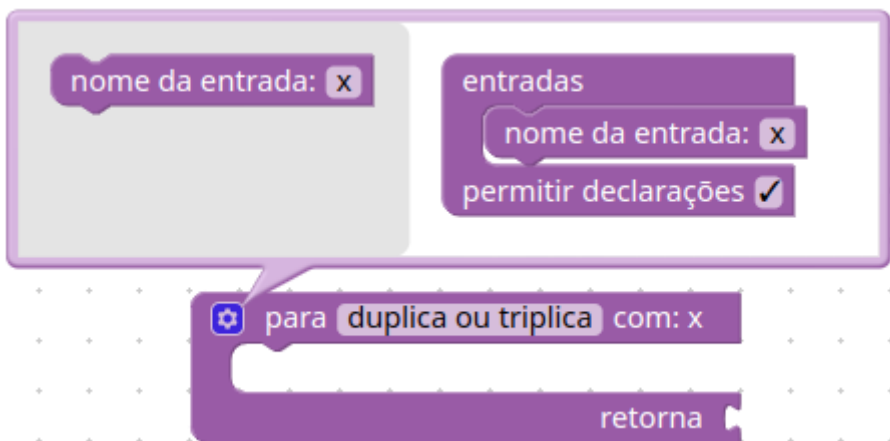 nome da entrada: x
entradas
nome da entrada: x
permitir declarações ✓
para duplica ou triplica com: x
retorna